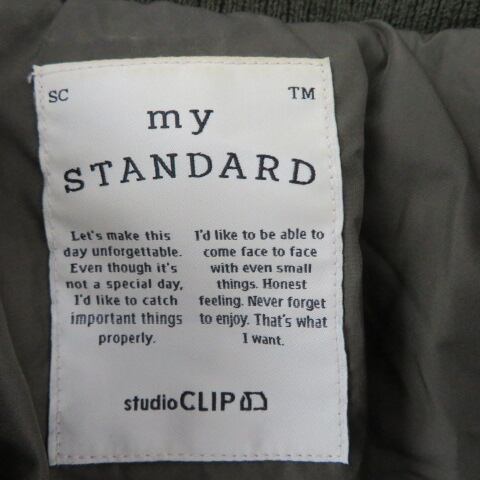 SC TM
my
STANDARD
Let's make this
day unforgettable.
Even though it's
not a special day,
I'd like to catch
important things
properly.
I'd like to be able to
come face to face
with even small
things. Honest
feeling. Never forget
to enjoy. That's what
I want.
studio CLIP